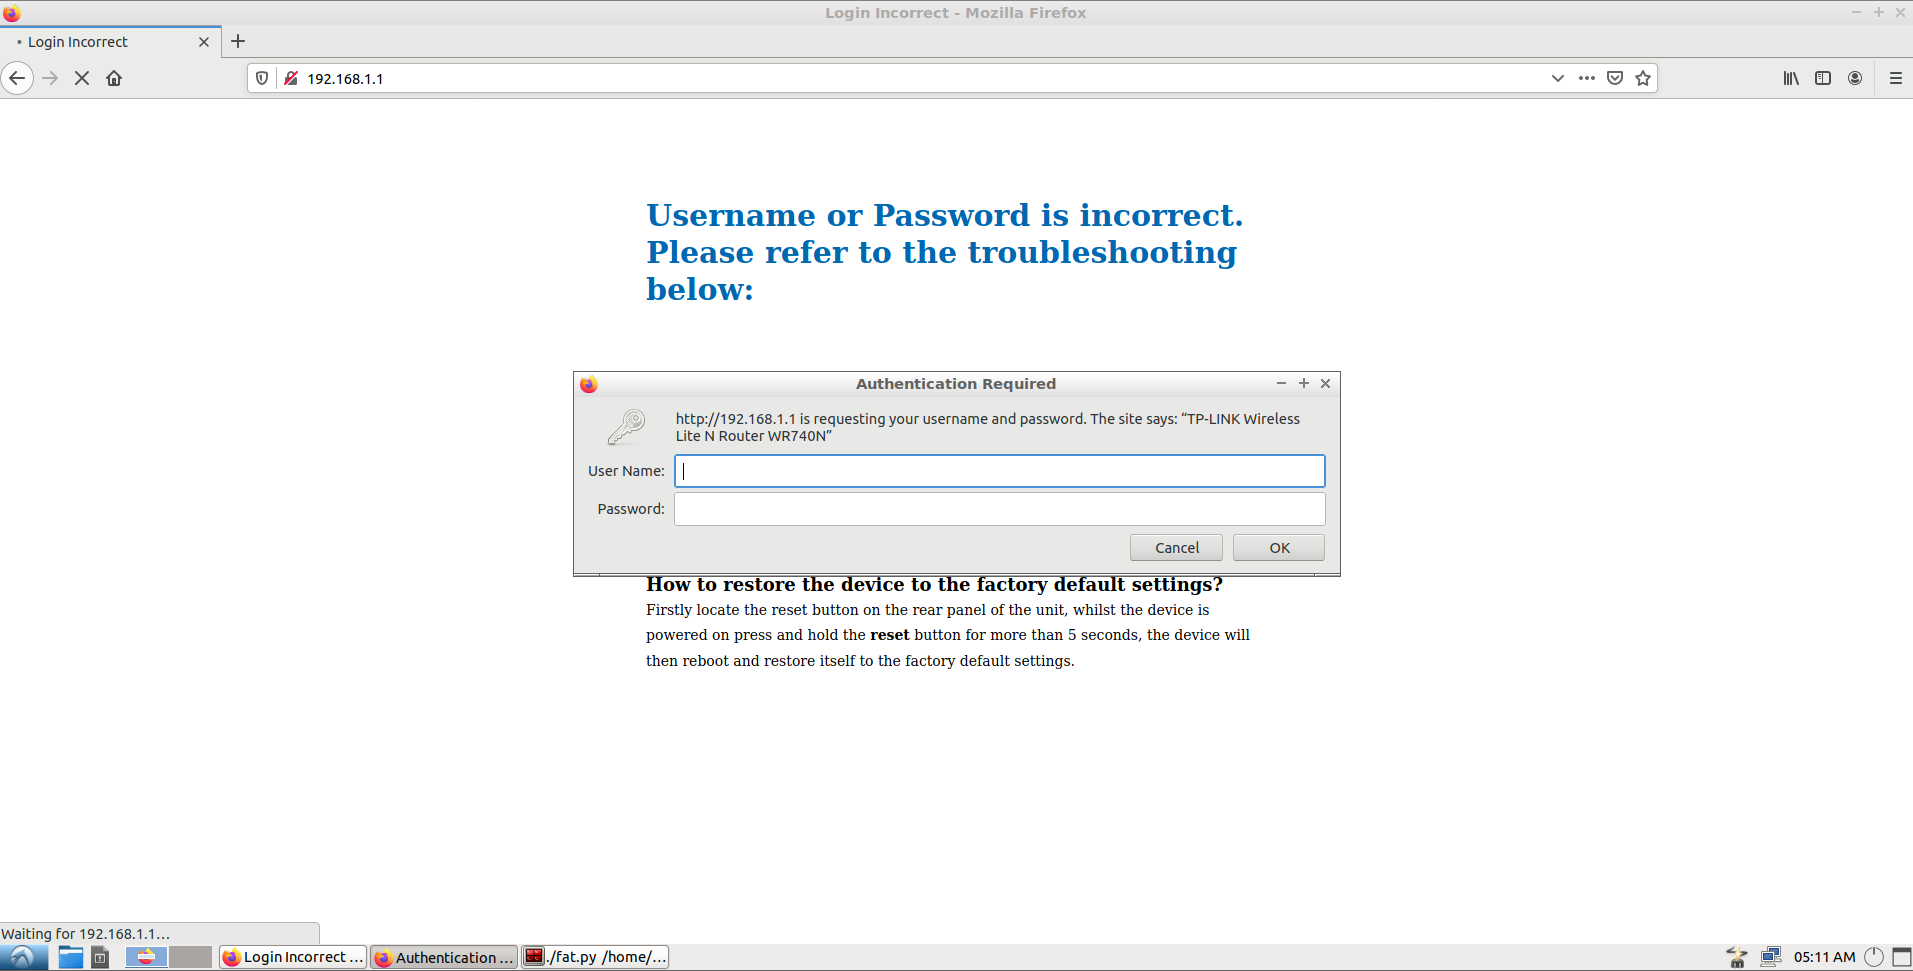 Login Incorrect - Mozilla Firefox
• Login Incorrect
192.168.1.1
Username or Password is incorrect.
Please refer to the troubleshooting
below:
Authentication Required
http://192.168.1.1 is requesting your username and password. The site says: “TP-LINK Wireless
Lite N Router WR740N”
User Name:
Password:
Cancel OK
How to restore the device to the factory default settings?
Firstly locate the reset button on the rear panel of the unit, whilst the device is
powered on press and hold the reset button for more than 5 seconds, the device will
then reboot and restore itself to the factory default settings.
Waiting for 192.168.1.1...
Login Incorrect ... Authentication ... ./fat.py /home/... 05:11 AM